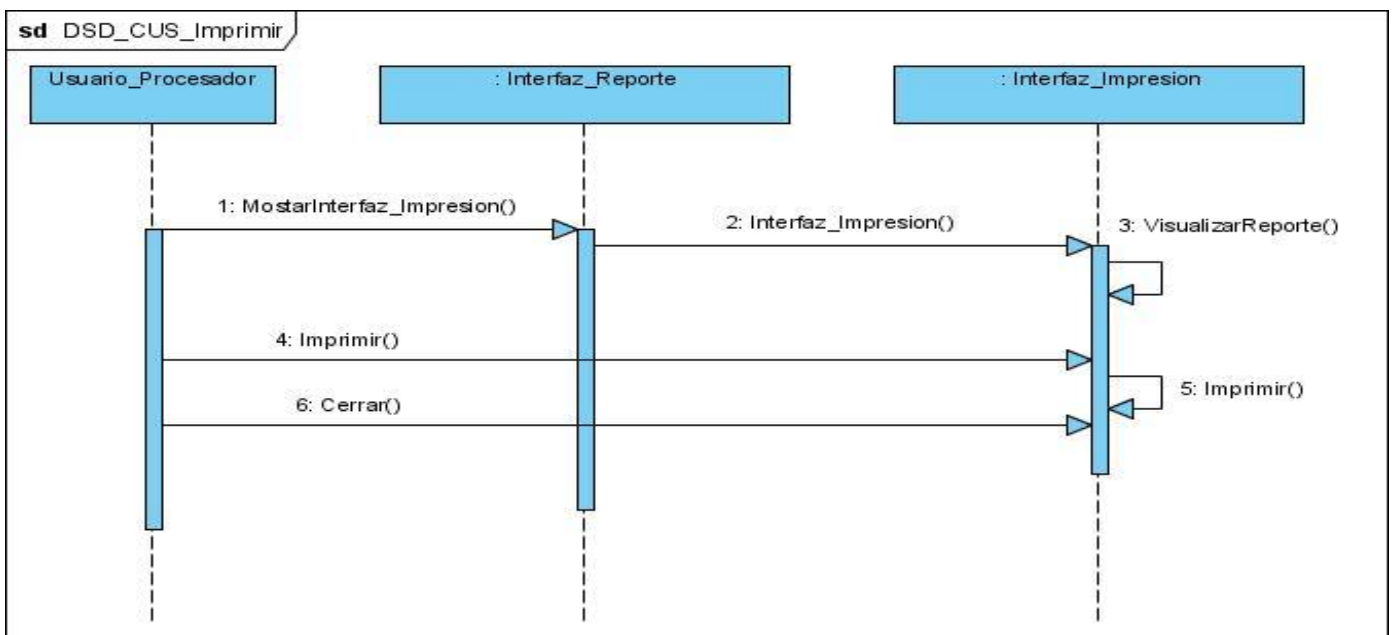 sd DSD_CUS_Imprimir
Usuario_Procesador
: Interfaz_Reporte
: Interfaz_Impresion
1: MostarInterfaz_Impresion()
2: Interfaz_Impresion()
3: VisualizarReporte()
4: Imprimir()
5: Imprimir()
6: Cerrar()